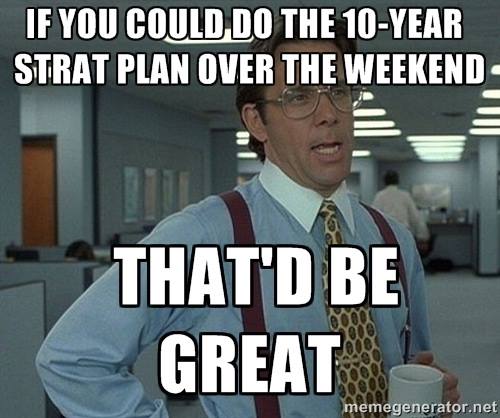 IF YOU COULD DO THE 10-YEAR
STRAT PLAN OVER THE WEEKEND
THAT'D BE
GREAT
memegenerator.net